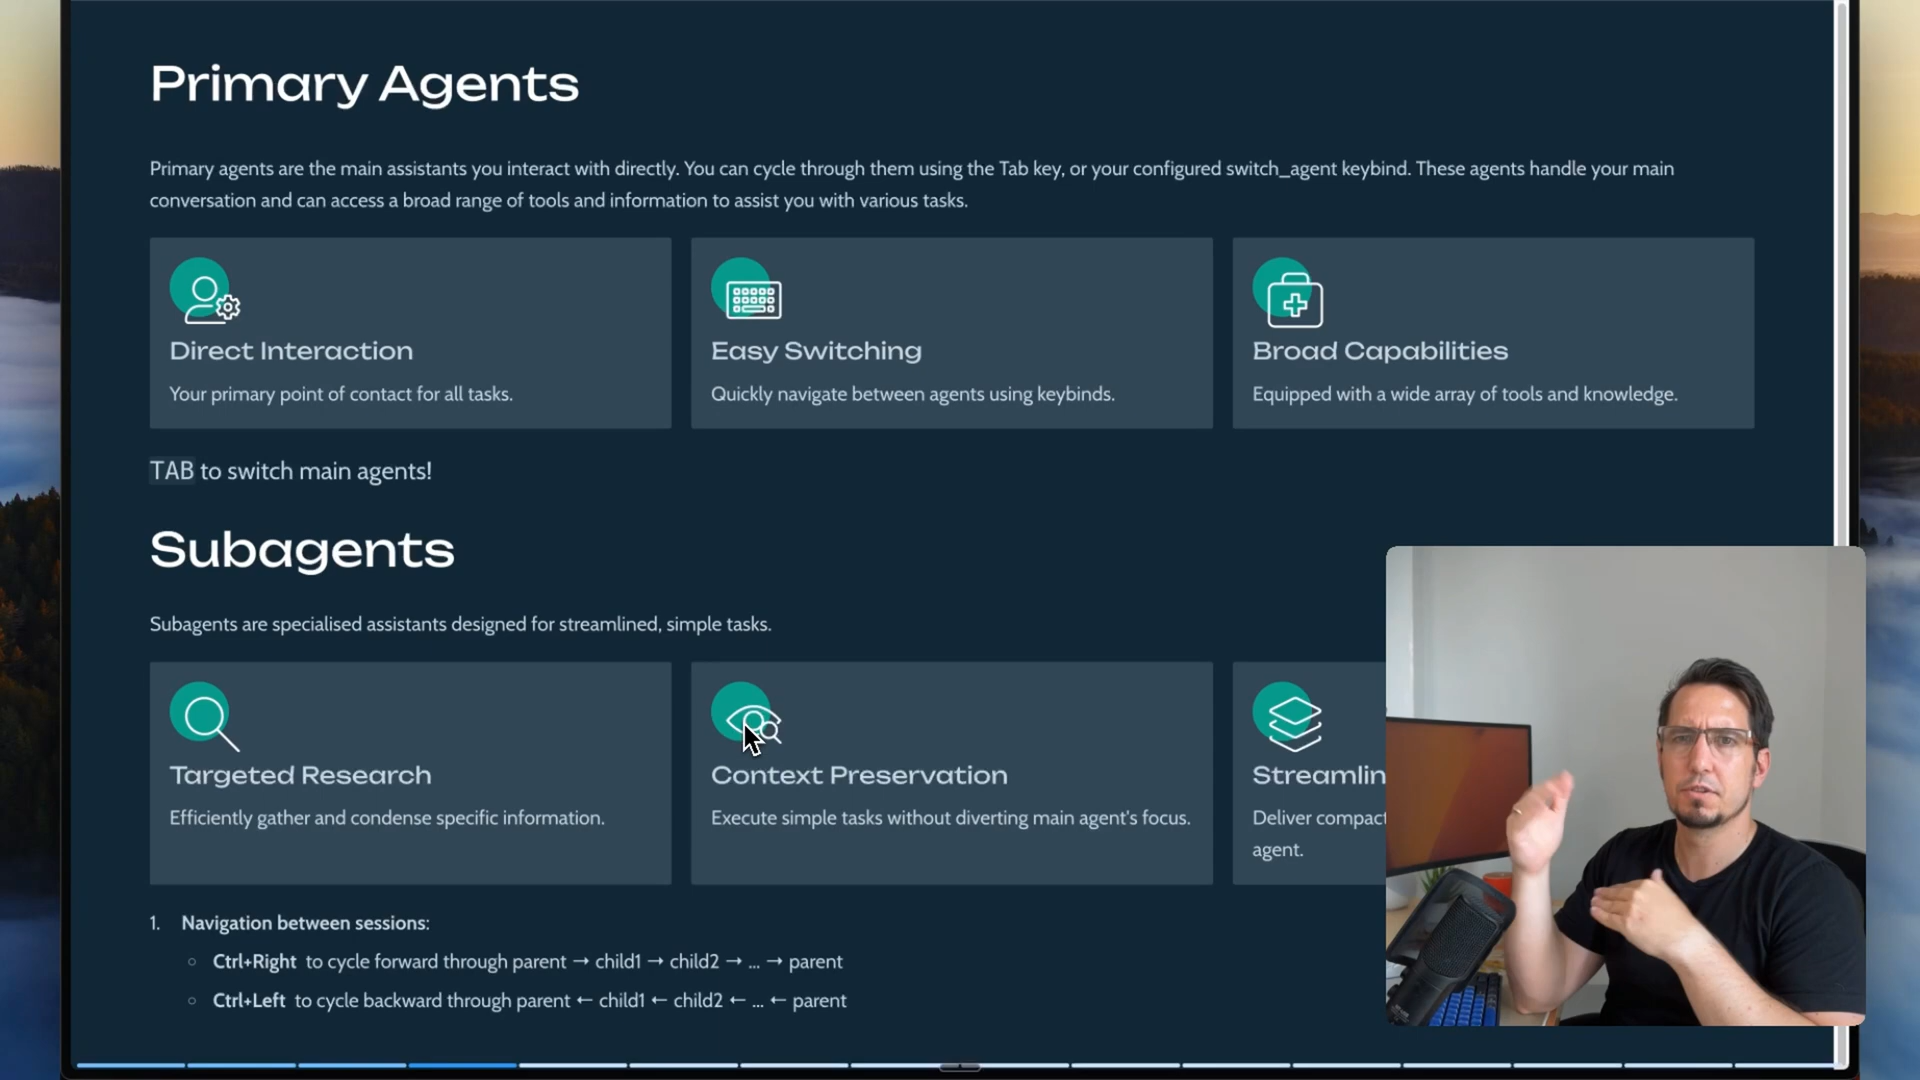 Primary Agents
Primary agents are the main assistants you interact with directly. You can cycle through them using the Tab key, or your configured switch_agent keybind. These agents handle your main
conversation and can access a broad range of tools and information to assist you with various tasks.
Direct Interaction
Your primary point of contact for all tasks.
Easy Switching
Quickly navigate between agents using keybinds.
Broad Capabilities
Equipped with a wide array of tools and knowledge.
TAB to switch main agents!
Subagents
Subagents are specialised assistants designed for streamlined, simple tasks.
Targeted Research
Efficiently gather and condense specific information.
Context Preservation
Execute simple tasks without diverting main agent's focus.
Streamlin
Deliver compact
agent.
1. Navigation between sessions:
○ Ctrl+Right to cycle forward through parent → child1 → child2 → ... → parent
○ Ctrl+Left to cycle backward through parent ← child1 ← child2 ← ... ← parent